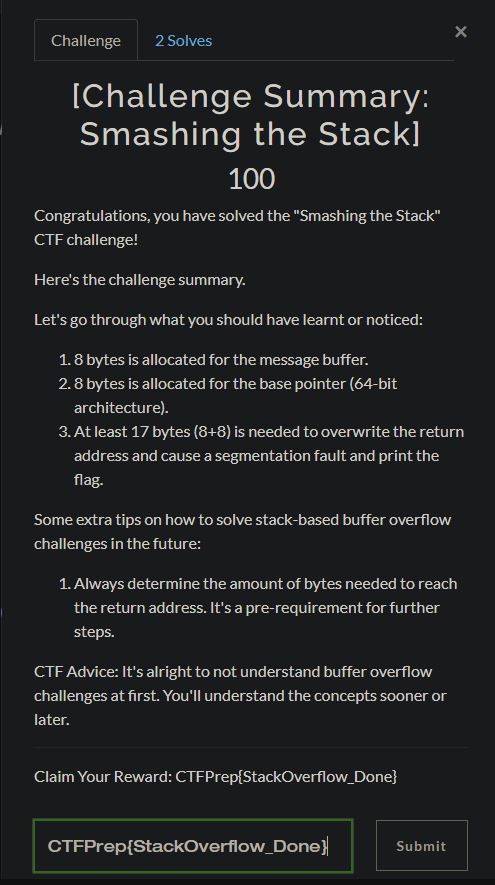 Challenge
2 Solves
×
[Challenge Summary:
Smashing the Stack]
100
Congratulations, you have solved the "Smashing the Stack"
CTF challenge!
Here's the challenge summary.
Let's go through what you should have learnt or noticed:
1. 8 bytes is allocated for the message buffer.
2. 8 bytes is allocated for the base pointer (64-bit
architecture).
3. At least 17 bytes (8+8) is needed to overwrite the return
address and cause a segmentation fault and print the
flag.
Some extra tips on how to solve stack-based buffer overflow
challenges in the future:
1. Always determine the amount of bytes needed to reach
the return address. It's a pre-requirement for further
steps.
CTF Advice: It's alright to not understand buffer overflow
challenges at first. You'll understand the concepts sooner or
later.
Claim Your Reward: CTFPrep{StackOverflow_Done}
CTFPrep{StackOverflow_Done}
Submit